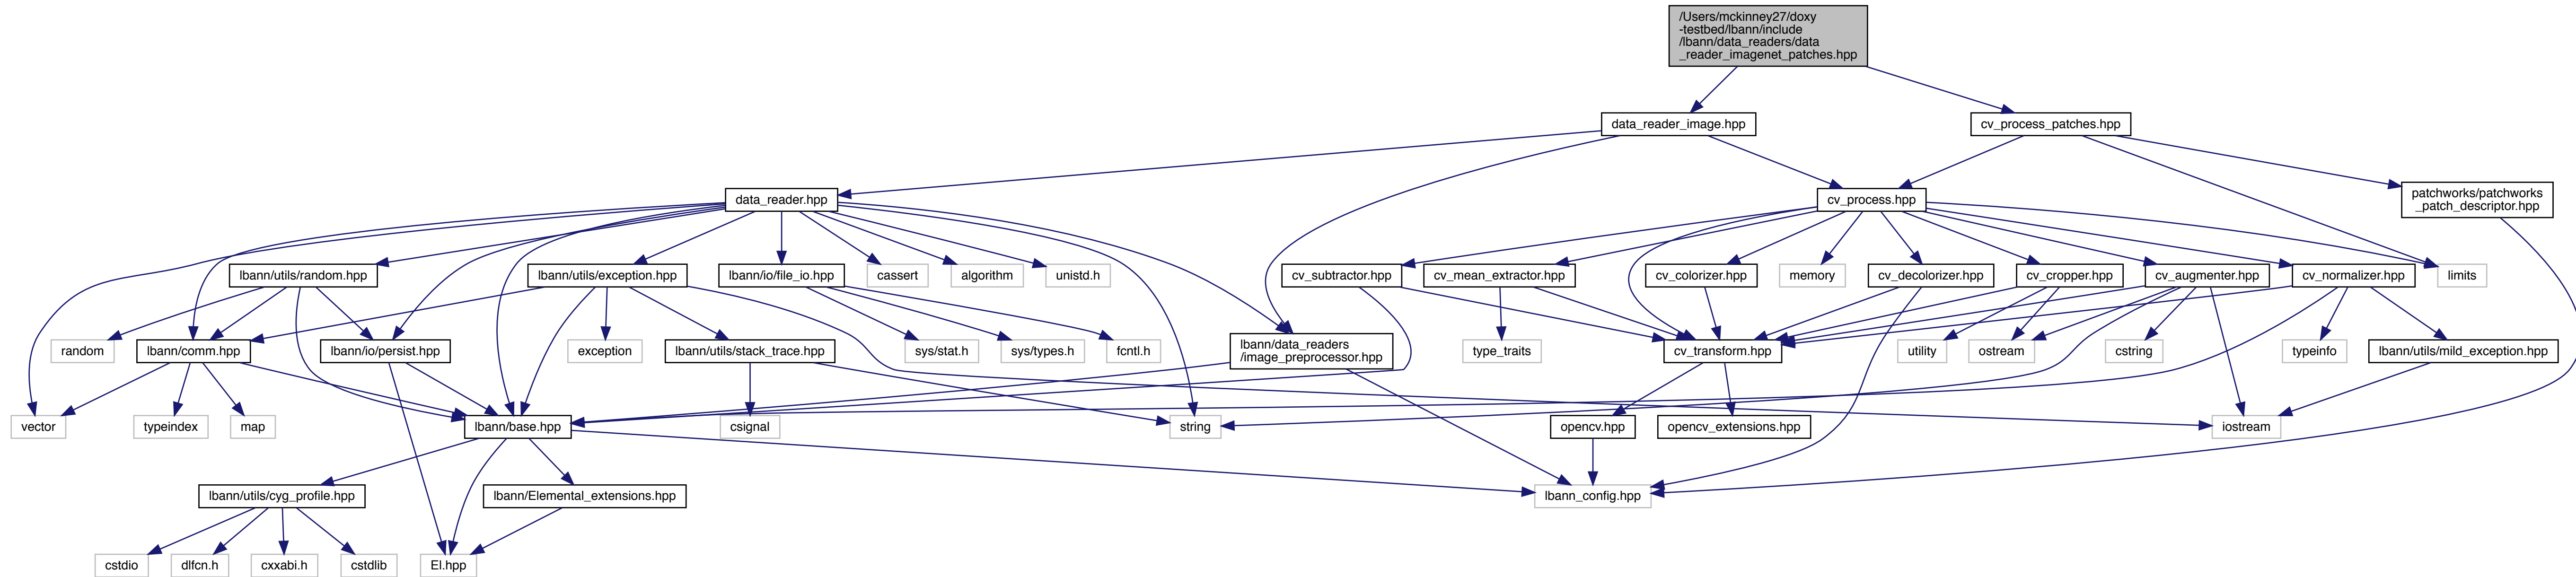 /Users/mckinney27/doxy
-testbed/lbann/include
/lbann/data_readers/data
_reader_imagenet_patches.hpp
data_reader_image.hpp
cv_process_patches.hpp
data_reader.hpp
cv_process.hpp
patchworks/patchworks
_patch_descriptor.hpp
lbann/utils/random.hpp
lbann/utils/exception.hpp
lbann/io/file_io.hpp
cassert
algorithm
unistd.h
cv_subtractor.hpp
cv_mean_extractor.hpp
cv_colorizer.hpp
memory
cv_decolorizer.hpp
cv_cropper.hpp
cv_augmenter.hpp
cv_normalizer.hpp
limits
random
lbann/comm.hpp
lbann/io/persist.hpp
exception
lbann/utils/stack_trace.hpp
sys/stat.h
sys/types.h
fcntl.h
lbann/data_readers
/image_preprocessor.hpp
type_traits
cv_transform.hpp
utility
ostream
cstring
typeinfo
lbann/utils/mild_exception.hpp
vector
typeindex
map
lbann/base.hpp
csignal
string
opencv.hpp
opencv_extensions.hpp
iostream
lbann/utils/cyg_profile.hpp
lbann/Elemental_extensions.hpp
lbann_config.hpp
cstdio
dlfcn.h
cxxabi.h
cstdlib
El.hpp